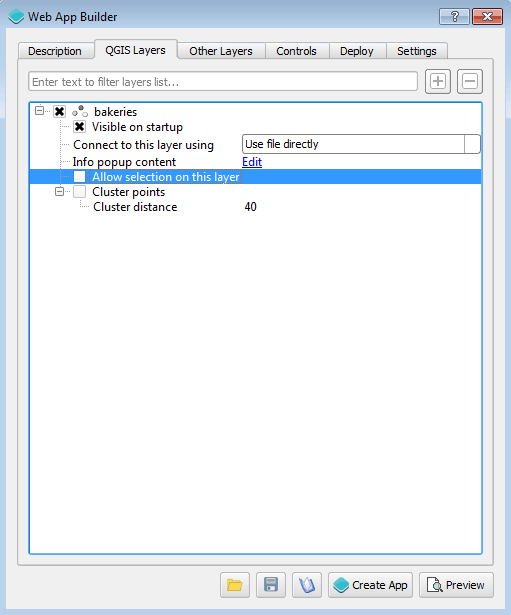 Web App Builder
?
Description QGIS Layers Other Layers Controls Deploy Settings
Enter text to filter layers list...
bakeries
Visible on startup
Connect to this layer using Use file directly
Info popup content Edit
Allow selection on this layer
Cluster points
Cluster distance 40
Create App Preview